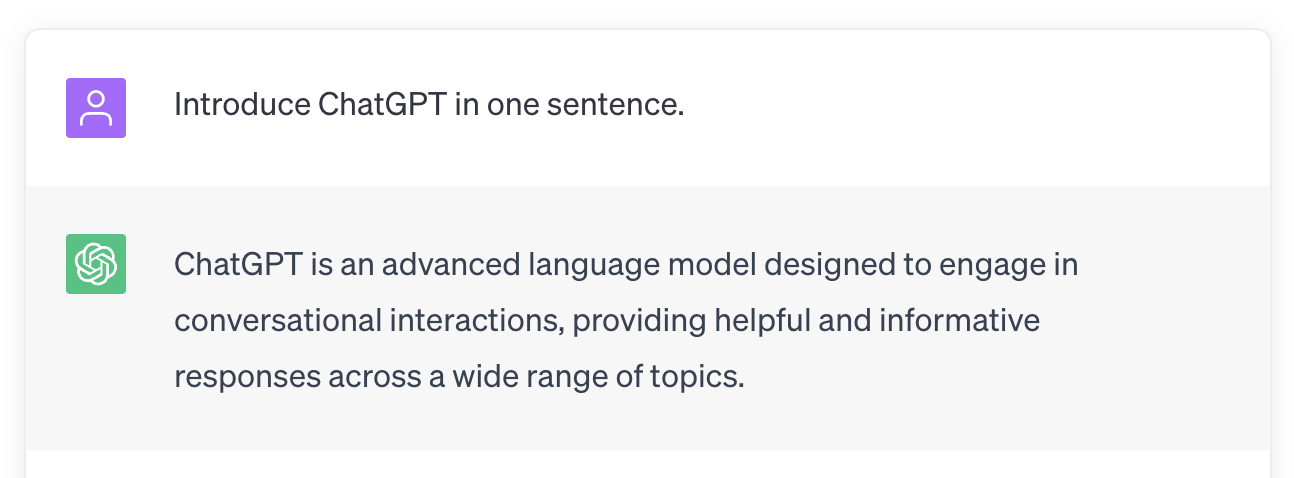 Introduce ChatGPT in one sentence.
ChatGPT is an advanced language model designed to engage in
conversational interactions, providing helpful and informative
responses across a wide range of topics.